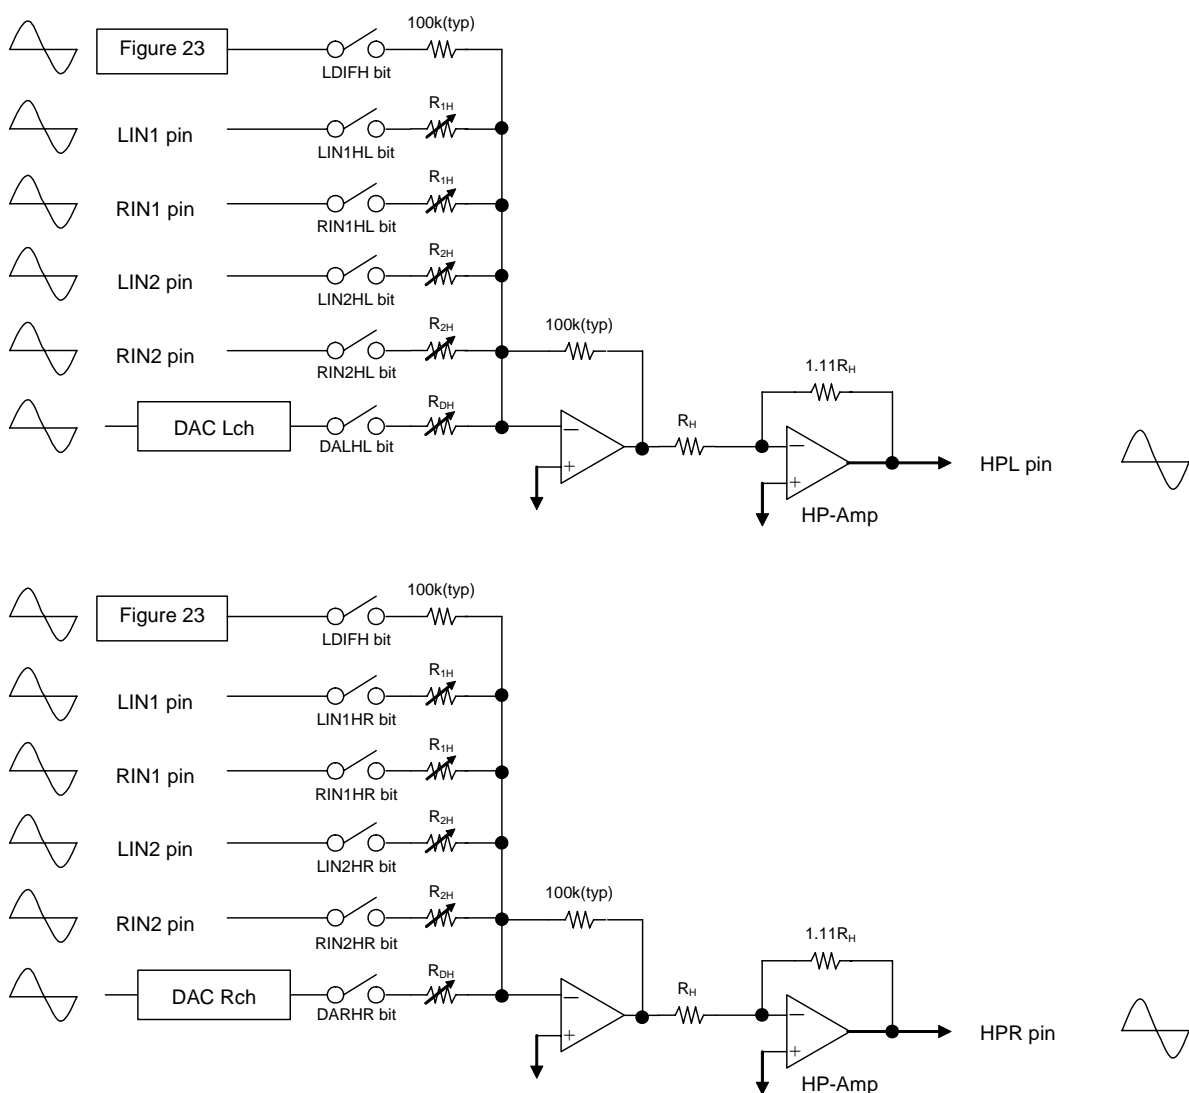 100k(typ)
Figure 23
LDIFH bit
R1H
LIN1 pin
LIN1HL bit
R1H
RIN1 pin
RIN1HL bit
R2H
LIN2 pin
LIN2HL bit
R2H
100k(typ)
RIN2 pin
RIN2HL bit
1.11RH
RDH
DAC Lch
DALHL bit
RH
−
+
−
+
HPL pin
HP-Amp
100k(typ)
Figure 23
LDIFH bit
R1H
LIN1 pin
LIN1HR bit
R1H
RIN1 pin
RIN1HR bit
R2H
LIN2 pin
LIN2HR bit
R2H
100k(typ)
RIN2 pin
RIN2HR bit
1.11RH
RDH
DAC Rch
DARHR bit
RH
−
+
−
+
HPR pin
HP-Amp